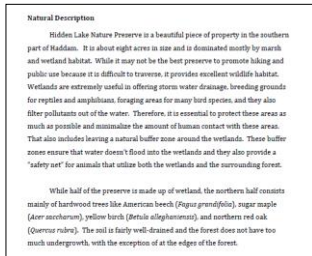 Natural Description
Hidden Lake Nature Preserve is a beautiful piece of property in the southern
part of Haddam. It is about eight acres in size and is dominated mostly by marsh
and wetland habitat. While it may not be the best preserve to promote hiking and
public use because it is difficult to traverse, it provides excellent wildlife habitat.
Wetlands are extremely useful in offering storm water drainage, breeding grounds
for reptiles and amphibians, foraging areas for many bird species, and they also
filter pollutants out of the water. Therefore, it is essential to protect these areas as
much as possible and minimalize the amount of human contact with these areas.
That also includes leaving a natural buffer zone around the wetlands. These buffer
zones ensure that water doesn't flood into the wetlands and they also provide a
"safety net" for animals that utilize both the wetlands and the surrounding forest.
While half of the preserve is made up of wetland, the northern half consists
mainly of hardwood trees like American beech (Fagus grandifolia), sugar maple
(Acer saccharum), yellow birch (Betula alleghaniensis), and northern red oak
(Quercus rubra). The soil is fairly well-drained and the forest does not have too
much undergrowth, with the exception of at the edges of the forest.